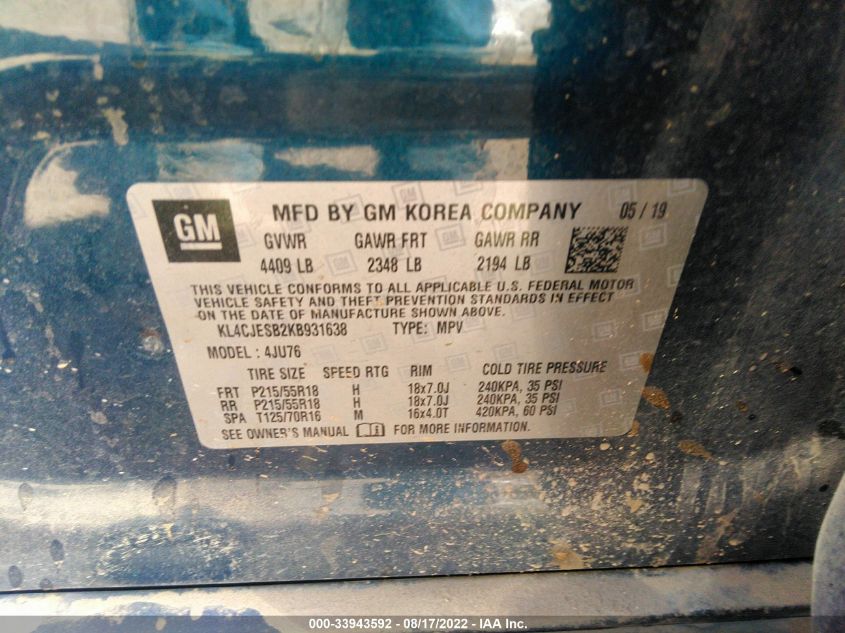 GM MFD BY GM KOREA COMPANY 05 / 19
GVWR GAWR FRT GAWR RR
4409 LB 2348 LB 2194 LB
THIS VEHICLE CONFORMS TO ALL APPLICABLE U.S. FEDERAL MOTOR
VEHICLE SAFETY AND THEFT PREVENTION STANDARDS IN EFFECT
ON THE DATE OF MANUFACTURE SHOWN ABOVE.
KL4CJESB2KB931638 TYPE: MPV
MODEL : 4JU76
TIRE SIZE SPEED RTG RIM COLD TIRE PRESSURE
FRT P215/55R18 H 18x7.0J 240KPA, 35 PSI
RR P215/55R18 H 18x7.0J 240KPA, 35 PSI
SPA T125/70R16 M 16x4.0T 420KPA, 60 PSI
SEE OWNER'S MANUAL FOR MORE INFORMATION.
000-33943592 - 08/17/2022 - IAA Inc.